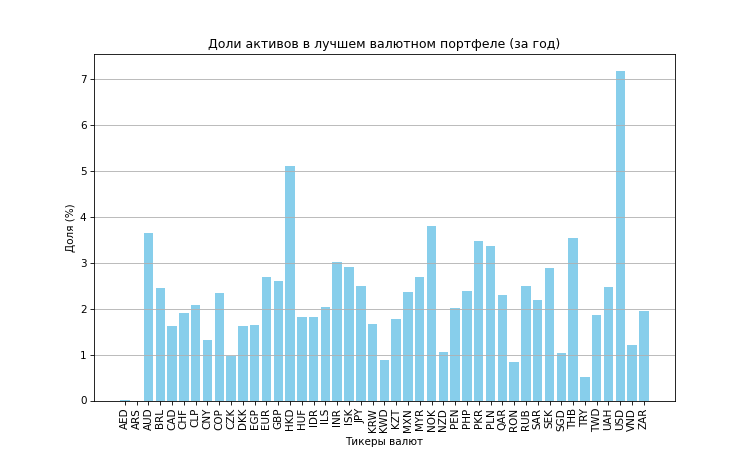 Доли активов в лучшем валютном портфеле (за год)
Доля (%)
7
6
5
4
3
2
1
0
AED
ARS
AUD
BRL
CAD
CHF
CLP
CNY
COP
CZK
DKK
EGP
EUR
GBP
HKD
HUF
IDR
ILS
INR
ISK
JPY
KRW
KWD
KZT
MXN
MYR
NOK
NZD
PEN
PHP
PKR
PLN
QAR
RON
RUB
SAR
SEK
SGD
THB
TRY
TWD
UAH
USD
VND
ZAR
Тикеры валют